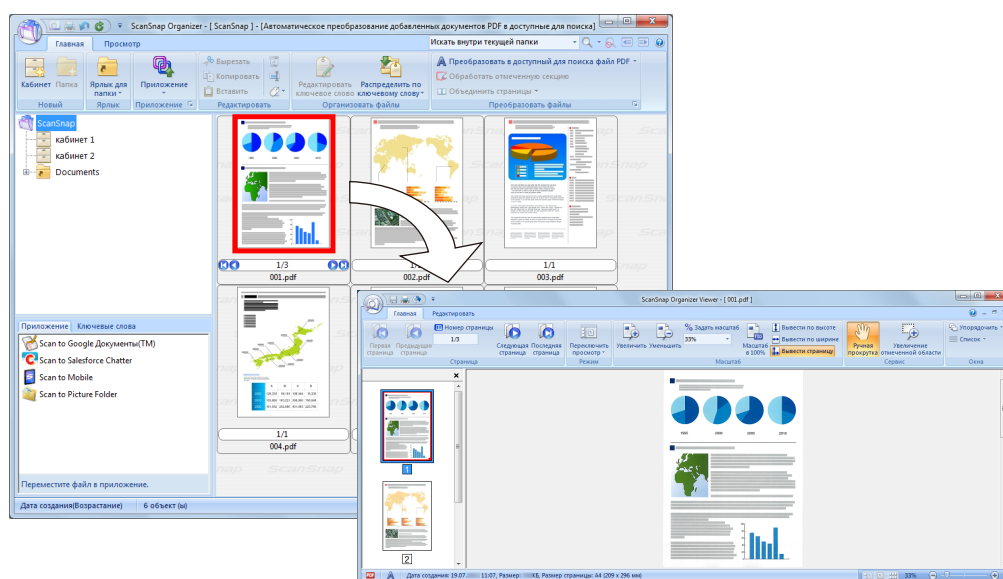 ScanSnap Organizer - [ ScanSnap ] - [Автоматическое преобразование добавленных документов PDF в доступные для поиска]
Главная Просмотр
Искать внутри текущей папки
Кабинет Папка
Ярлык для папки
Приложение
Вырезать
Копировать
Вставить
Редактировать ключевое слово
Распределить по ключевому слову
Преобразовать в доступный для поиска файл PDF
Обработать отмеченную секцию
Объединить страницы
Новый Ярлык Приложение Редактировать Организовать файлы Преобразовать файлы
ScanSnap
кабинет 1
кабинет 2
Documents
1/3
001.pdf
002.pdf
1/1
003.pdf
1/1
004.pdf
Приложение Ключевые слова
Scan to Google Документы(TM)
Scan to Salesforce Chatter
Scan to Mobile
Scan to Picture Folder
Переместите файл в приложение.
Дата создания(Возрастание) 6 объект (ы)
ScanSnap Organizer Viewer - [ 001.pdf ]
Главная Редактировать
Первая страница
Предыдущая страница
Номер страницы
1/3
Следующая страница
Последняя страница
Переключить просмотр
Увеличить Уменьшить
% Задать масштаб
33%
Масштаб в 100%
Вывести по высоте
Вывести по ширине
Вывести страницу
Ручная прокрутка
Увеличение отмеченной области
Упорядочить
Список
Страница Режим Масштаб Сервис Окна
1
2
1995 2000 2005 2010
Дата создания: 19.07. 11:07, Размер: КБ, Размер страницы: A4 (209 x 296 мм)
33%